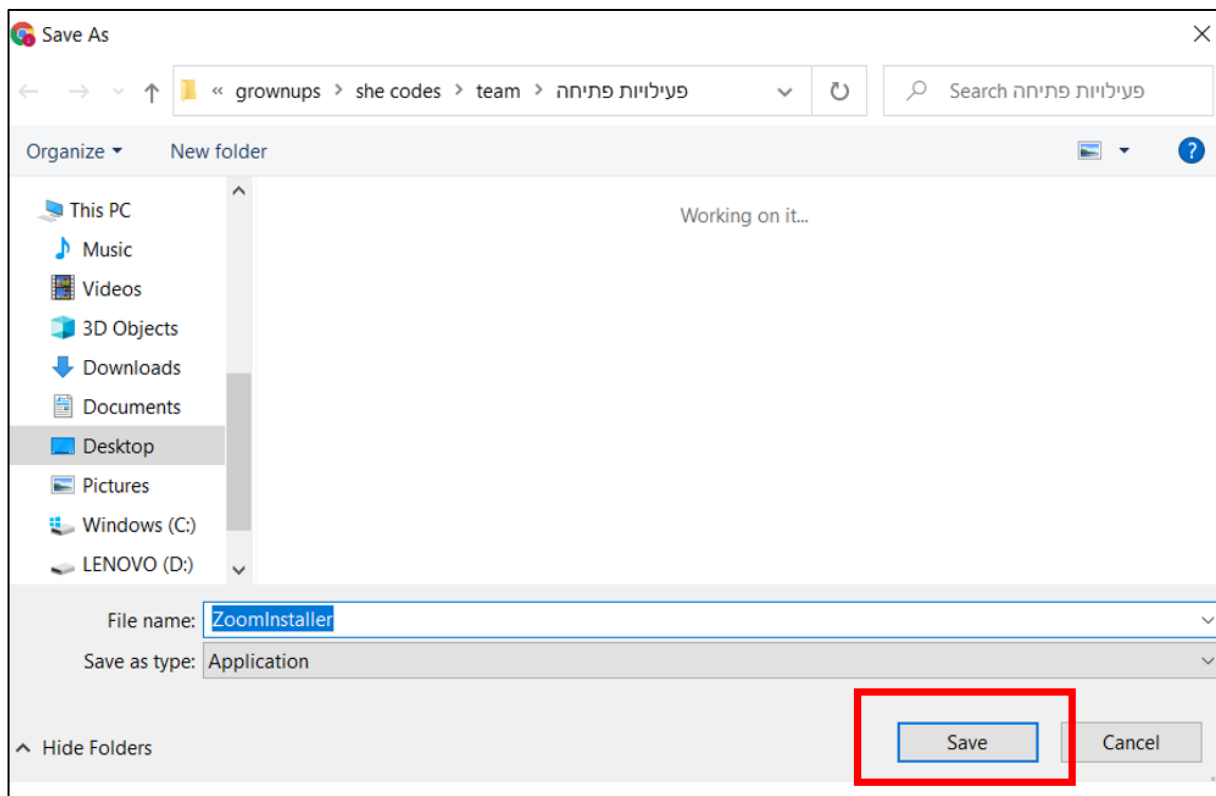 Save As
« grownups > she codes > team > פעילויות פתיחה
Search פעילויות פתיחה
Organize New folder
?
This PC
Working on it...
Music
Videos
3D Objects
Downloads
Documents
Desktop
Pictures
Windows (C:)
LENOVO (D:)
File name: ZoomInstaller
Save as type: Application
Hide Folders
Save
Cancel